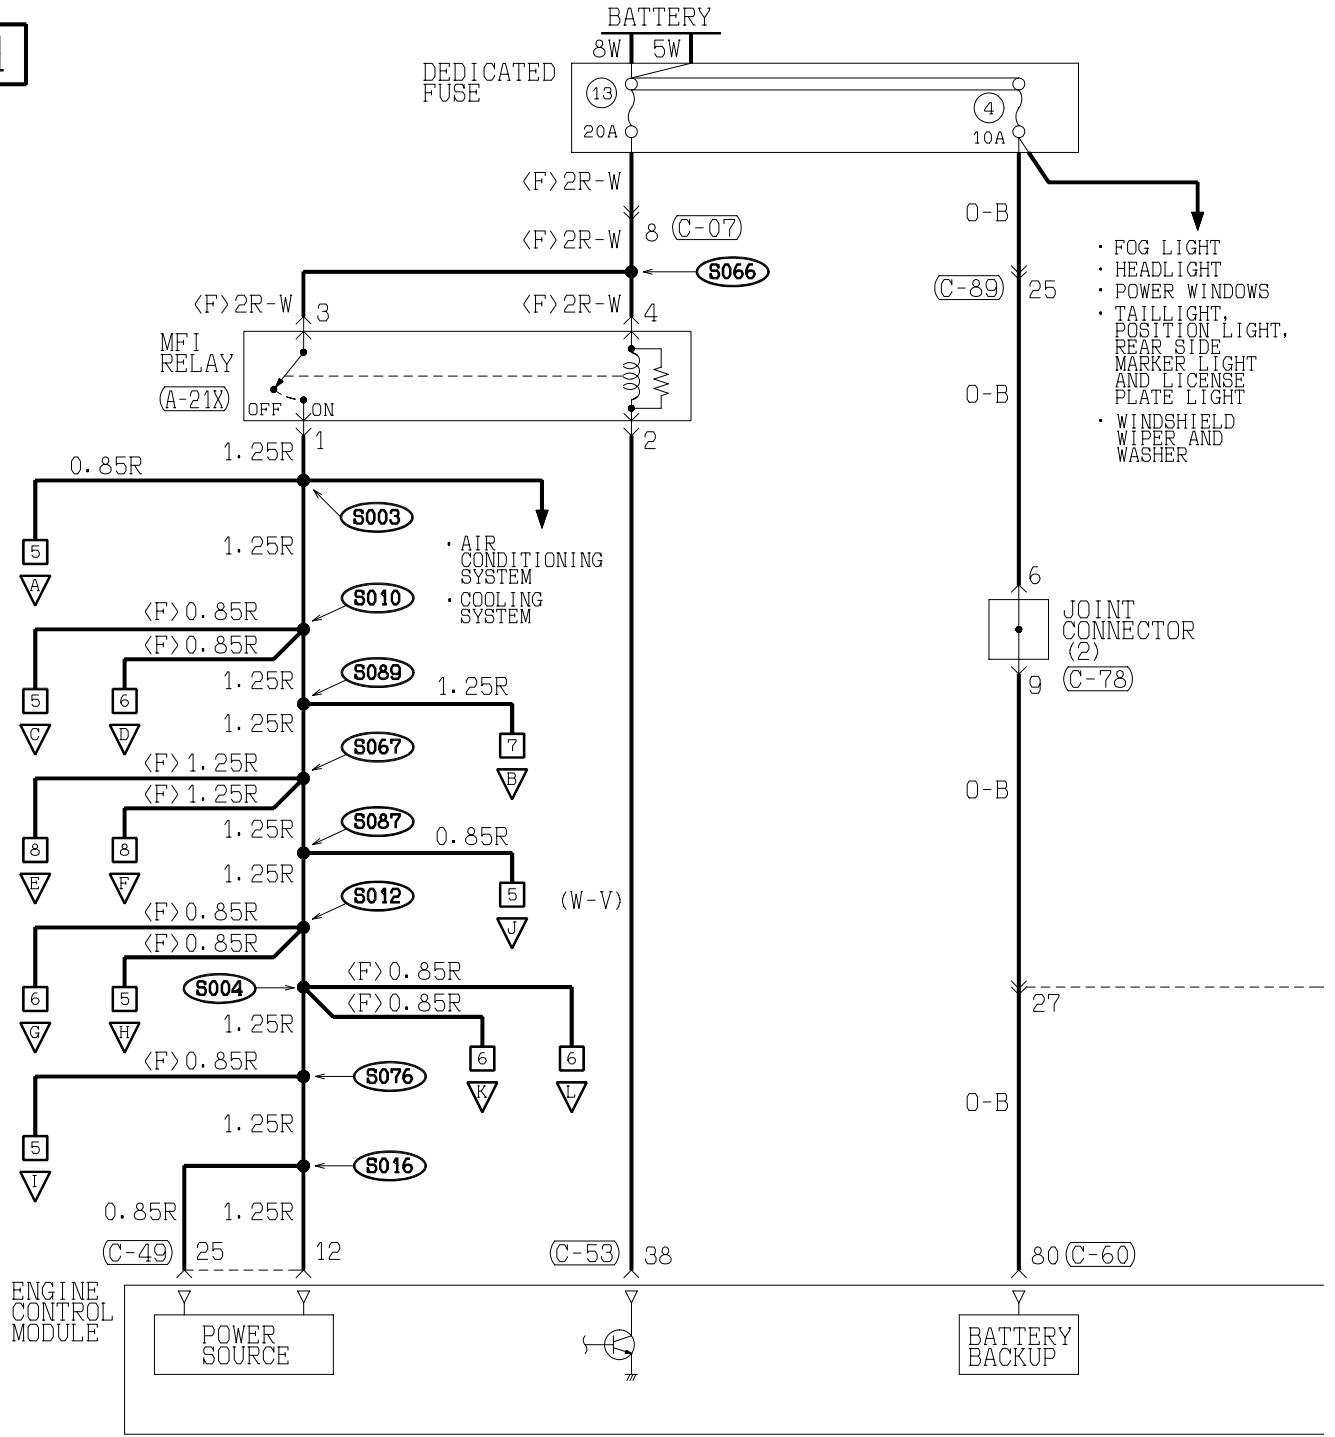 BATTERY
8W 5W
DEDICATED
FUSE
13
20A
4
10A
<F>2R-W
O-B
8 (C-07)
<F>2R-W
S066
· FOG LIGHT
· HEADLIGHT
· POWER WINDOWS
· TAILLIGHT,
POSITION LIGHT,
REAR SIDE
MARKER LIGHT
AND LICENSE
PLATE LIGHT
· WINDSHIELD
WIPER AND
WASHER
(C-89) 25
<F>2R-W 3
<F>2R-W 4
MFI
RELAY
(A-21X)
OFF ON
O-B
1
2
1.25R
0.85R
S003
5
A
1.25R
· AIR
CONDITIONING
SYSTEM
· COOLING
SYSTEM
S010
<F>0.85R
<F>0.85R
6
JOINT
CONNECTOR
(2)
(C-78)
9
S089
1.25R
1.25R
5
C
6
D
1.25R
7
B
S067
<F>1.25R
<F>1.25R
O-B
S087
1.25R
0.85R
8
E
8
F
1.25R
5
J
S012
(W-V)
<F>0.85R
<F>0.85R
<F>0.85R
<F>0.85R
S004
6
G
5
H
1.25R
27
6
K
6
L
<F>0.85R
S076
O-B
1.25R
5
I
S016
0.85R 1.25R
(C-49) 25 12
(C-53) 38
80 (C-60)
ENGINE
CONTROL
MODULE
POWER
SOURCE
BATTERY
BACKUP